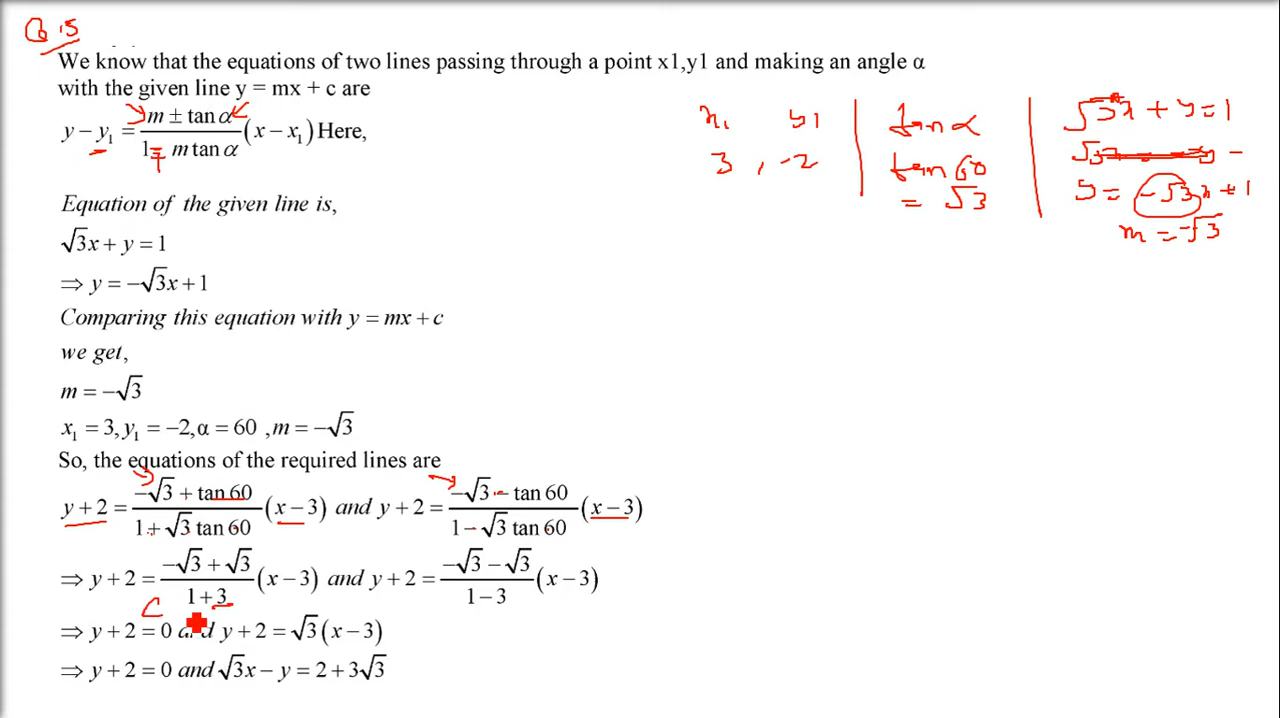 Q 15
We know that the equations of two lines passing through a point x1,y1 and making an angle α
with the given line y = mx + c are
y − y₁ = (m ± tan α)/(1 ∓ m tan α) (x − x₁) Here,
Equation of the given line is,
√3x + y = 1
⇒ y = −√3x + 1
Comparing this equation with y = mx + c
we get,
m = −√3
x₁ = 3, y₁ = −2, α = 60 , m = −√3
So, the equations of the required lines are
y + 2 = (−√3 + tan 60)/(1 + √3 tan 60) (x − 3) and y + 2 = (−√3 − tan 60)/(1 − √3 tan 60) (x − 3)
⇒ y + 2 = (−√3 + √3)/(1 + 3) (x − 3) and y + 2 = (−√3 − √3)/(1 − 3) (x − 3)
⇒ y + 2 = 0 and y + 2 = √3(x − 3)
⇒ y + 2 = 0 and √3x − y = 2 + 3√3
x₁ y1
3 , -2
tan α
tan 60
= √3
√3x + y = 1
y = -√3x + 1
m = -√3